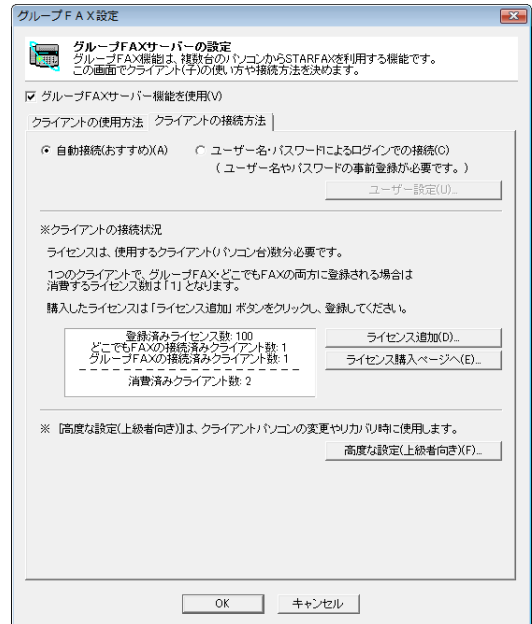 グループＦＡＸ設定
グループFAXサーバーの設定
グループFAX機能は、複数台のパソコンからSTARFAXを利用する機能です。
この画面でクライアント(子)の使い方や接続方法を決めます。
グループFAXサーバー機能を使用(V)
クライアントの使用方法 クライアントの接続方法
自動接続(おすすめ)(A) ユーザー名・パスワードによるログインでの接続(C)
(ユーザー名やパスワードの事前登録が必要です。)
ユーザー設定(U)...
※クライアントの接続状況
ライセンスは、使用するクライアント(パソコン台)数分必要です。
1つのクライアントで、グループFAX・どこでもFAXの両方に登録される場合は
消費するライセンス数は「1」となります。
購入したライセンスは「ライセンス追加」ボタンをクリックし、登録してください。
登録済みライセンス数: 100
どこでもFAXの接続済みクライアント数: 1
グループFAXの接続済みクライアント数: 1
－－－－－－－－－－－－－－－－
消費済みクライアント数: 2
ライセンス追加(D)...
ライセンス購入ページへ(E)...
※ [高度な設定(上級者向き)]は、クライアントパソコンの変更やリカバリ時に使用します。
高度な設定(上級者向き)(F)...
OK キャンセル